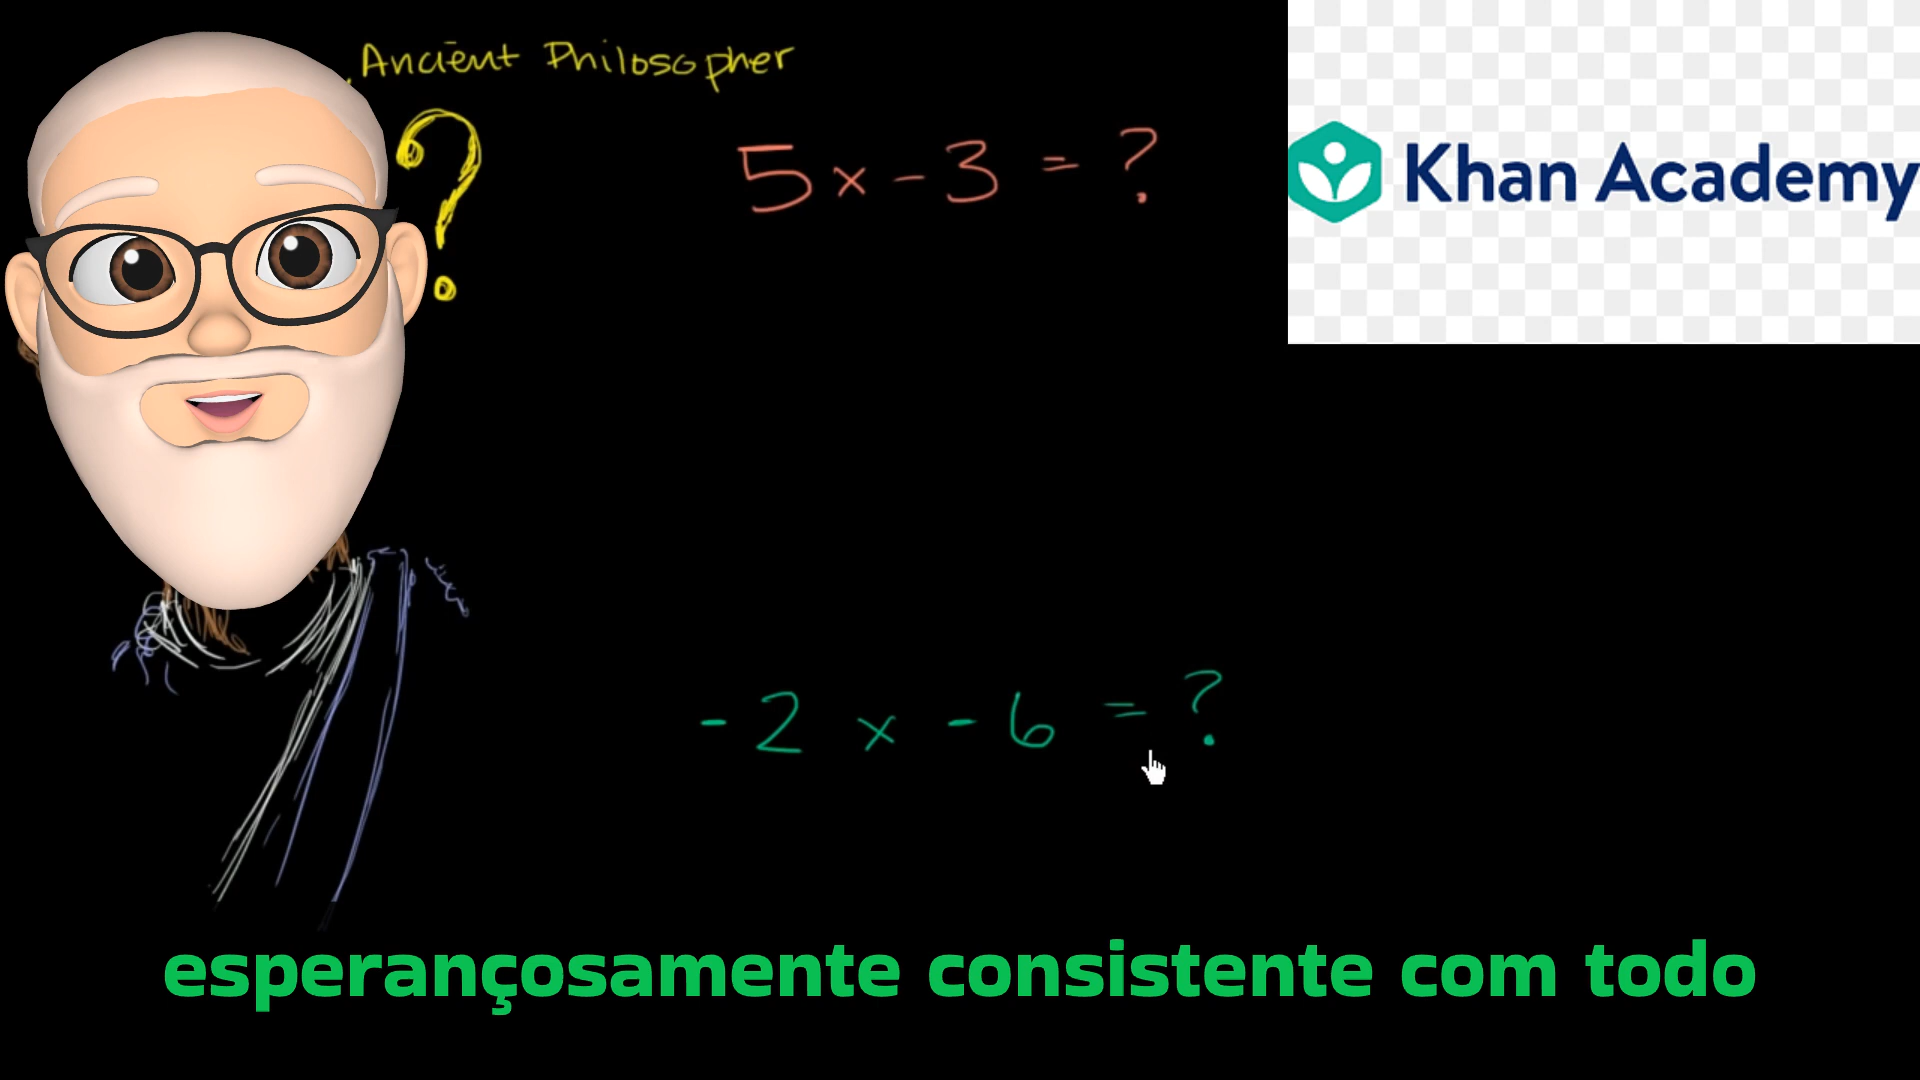 Ancient Philosopher
?
5 x -3 = ?
Khan Academy
-2 x -6 = ?
esperançosamente consistente com todo